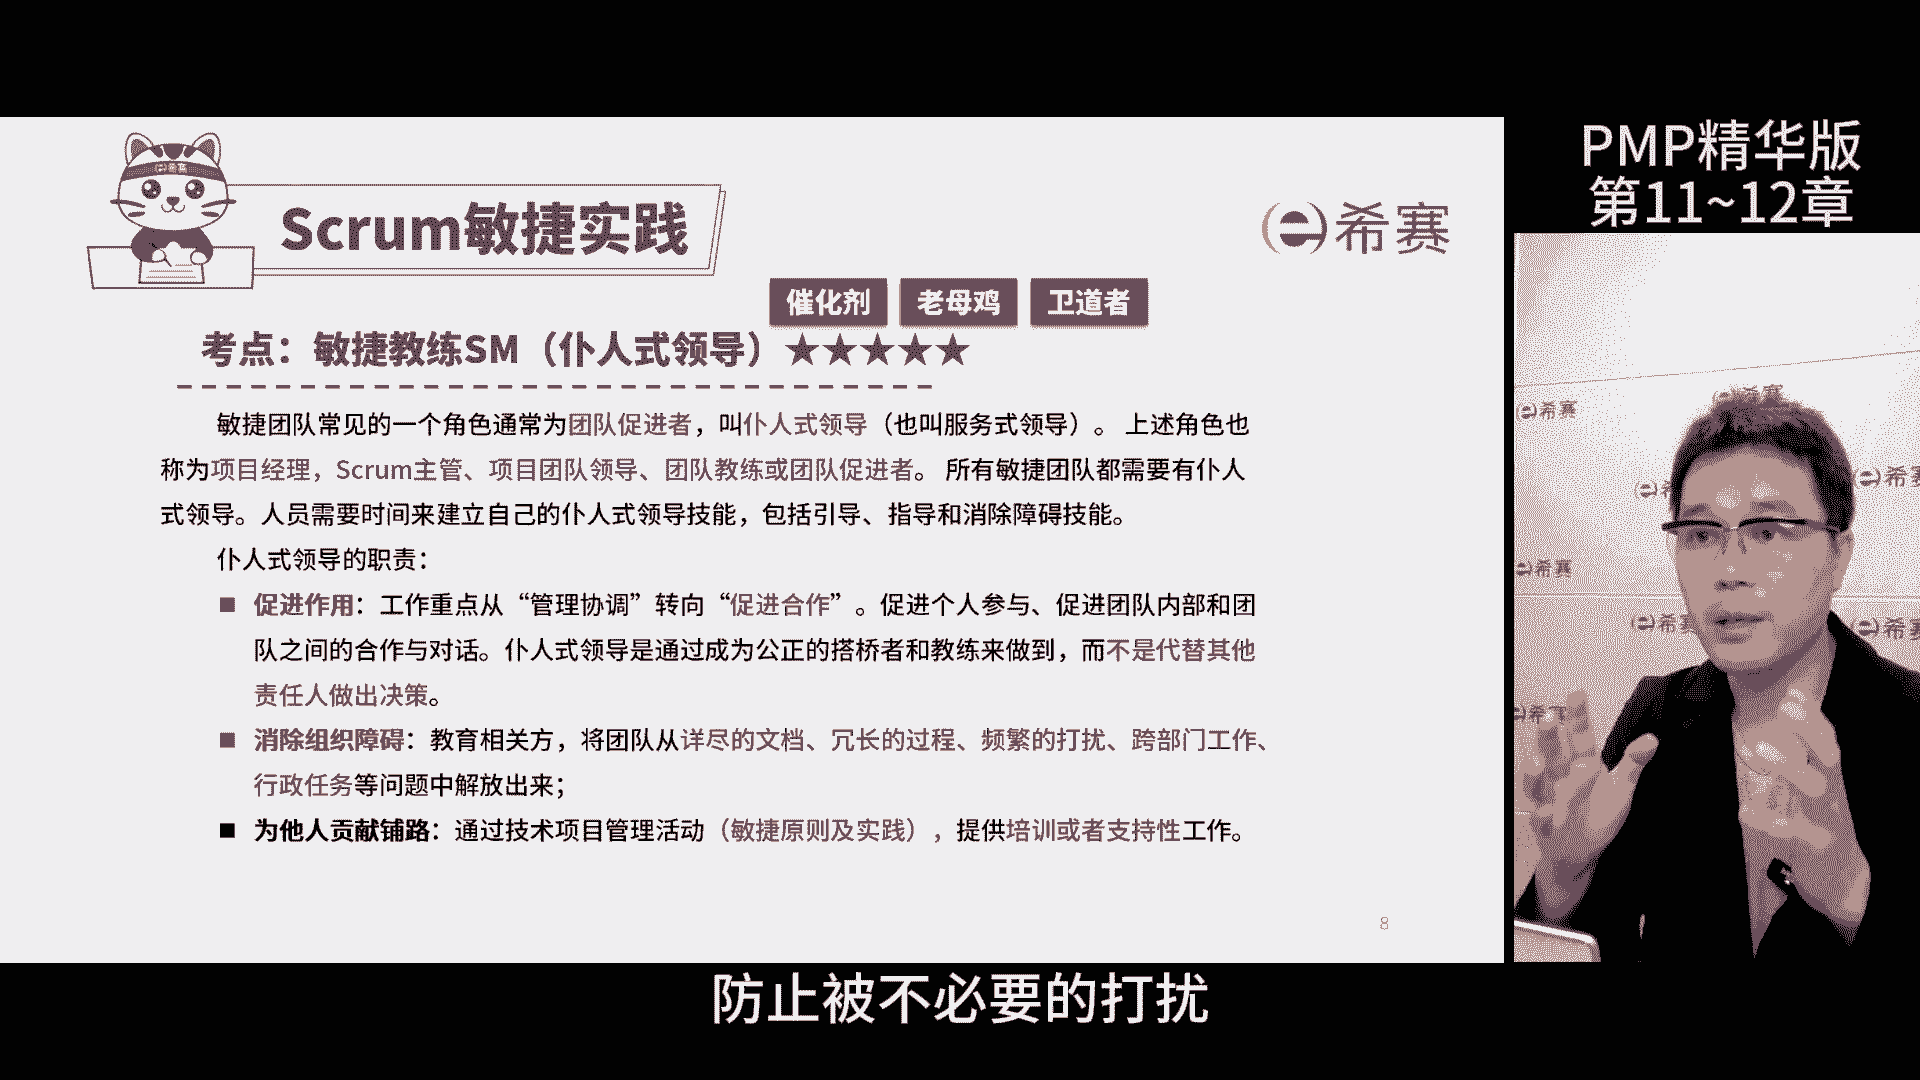 PMP精华版
第11~12章
希赛
Scrum敏捷实践
希赛
催化剂 老母鸡 卫道者
考点：敏捷教练SM（仆人式领导）★★★★★
敏捷团队常见的一个角色通常为团队促进者，叫仆人式领导（也叫服务式领导）。 上述角色也
称为项目经理，Scrum主管、项目团队领导、团队教练或团队促进者。 所有敏捷团队都需要有仆人
式领导。人员需要时间来建立自己的仆人式领导技能，包括引导、指导和消除障碍技能。
仆人式领导的职责：
■ 促进作用：工作重点从“管理协调”转向“促进合作”。促进个人参与、促进团队内部和团
队之间的合作与对话。仆人式领导是通过成为公正的搭桥者和教练来做到，而不是代替其他
责任人做出决策。
■ 消除组织障碍：教育相关方，将团队从详尽的文档、冗长的过程、频繁的打扰、跨部门工作、
行政任务等问题中解放出来；
■ 为他人贡献铺路：通过技术项目管理活动（敏捷原则及实践），提供培训或者支持性工作。
8
希赛
希赛
希赛
希赛
希赛
希赛
希赛
防止被不必要的打扰